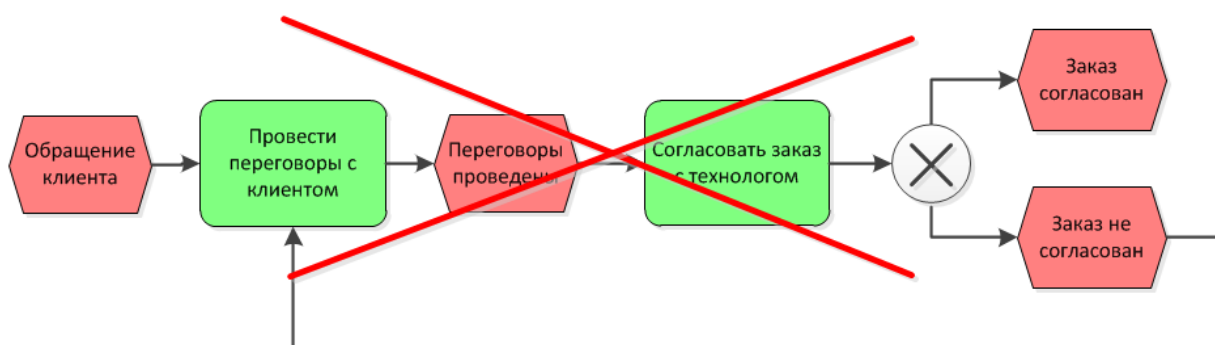 Обращение
клиента
Провести
переговоры с
клиентом
Переговоры
проведены
Согласовать заказ
с технологом
Заказ
согласован
Заказ не
согласован